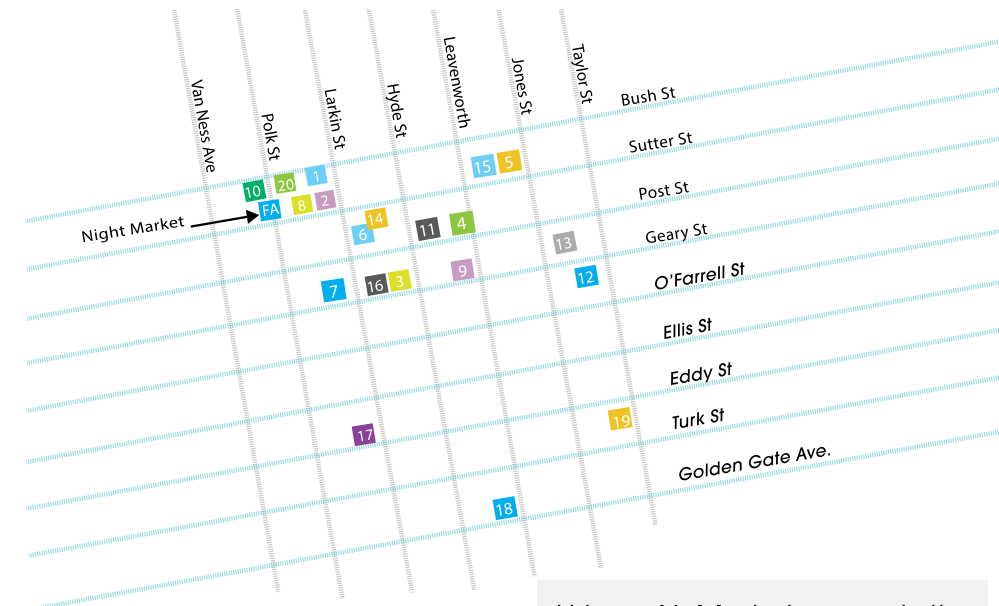 Van Ness Ave
Polk St
Larkin St
Hyde St
Leavenworth
Jones St
Taylor St
Bush St
Sutter St
Post St
Geary St
O'Farrell St
Ellis St
Eddy St
Turk St
Golden Gate Ave.
Night Market
10
20
1
FA
8
2
15
5
14
6
11
4
13
12
7
16
3
9
17
19
18